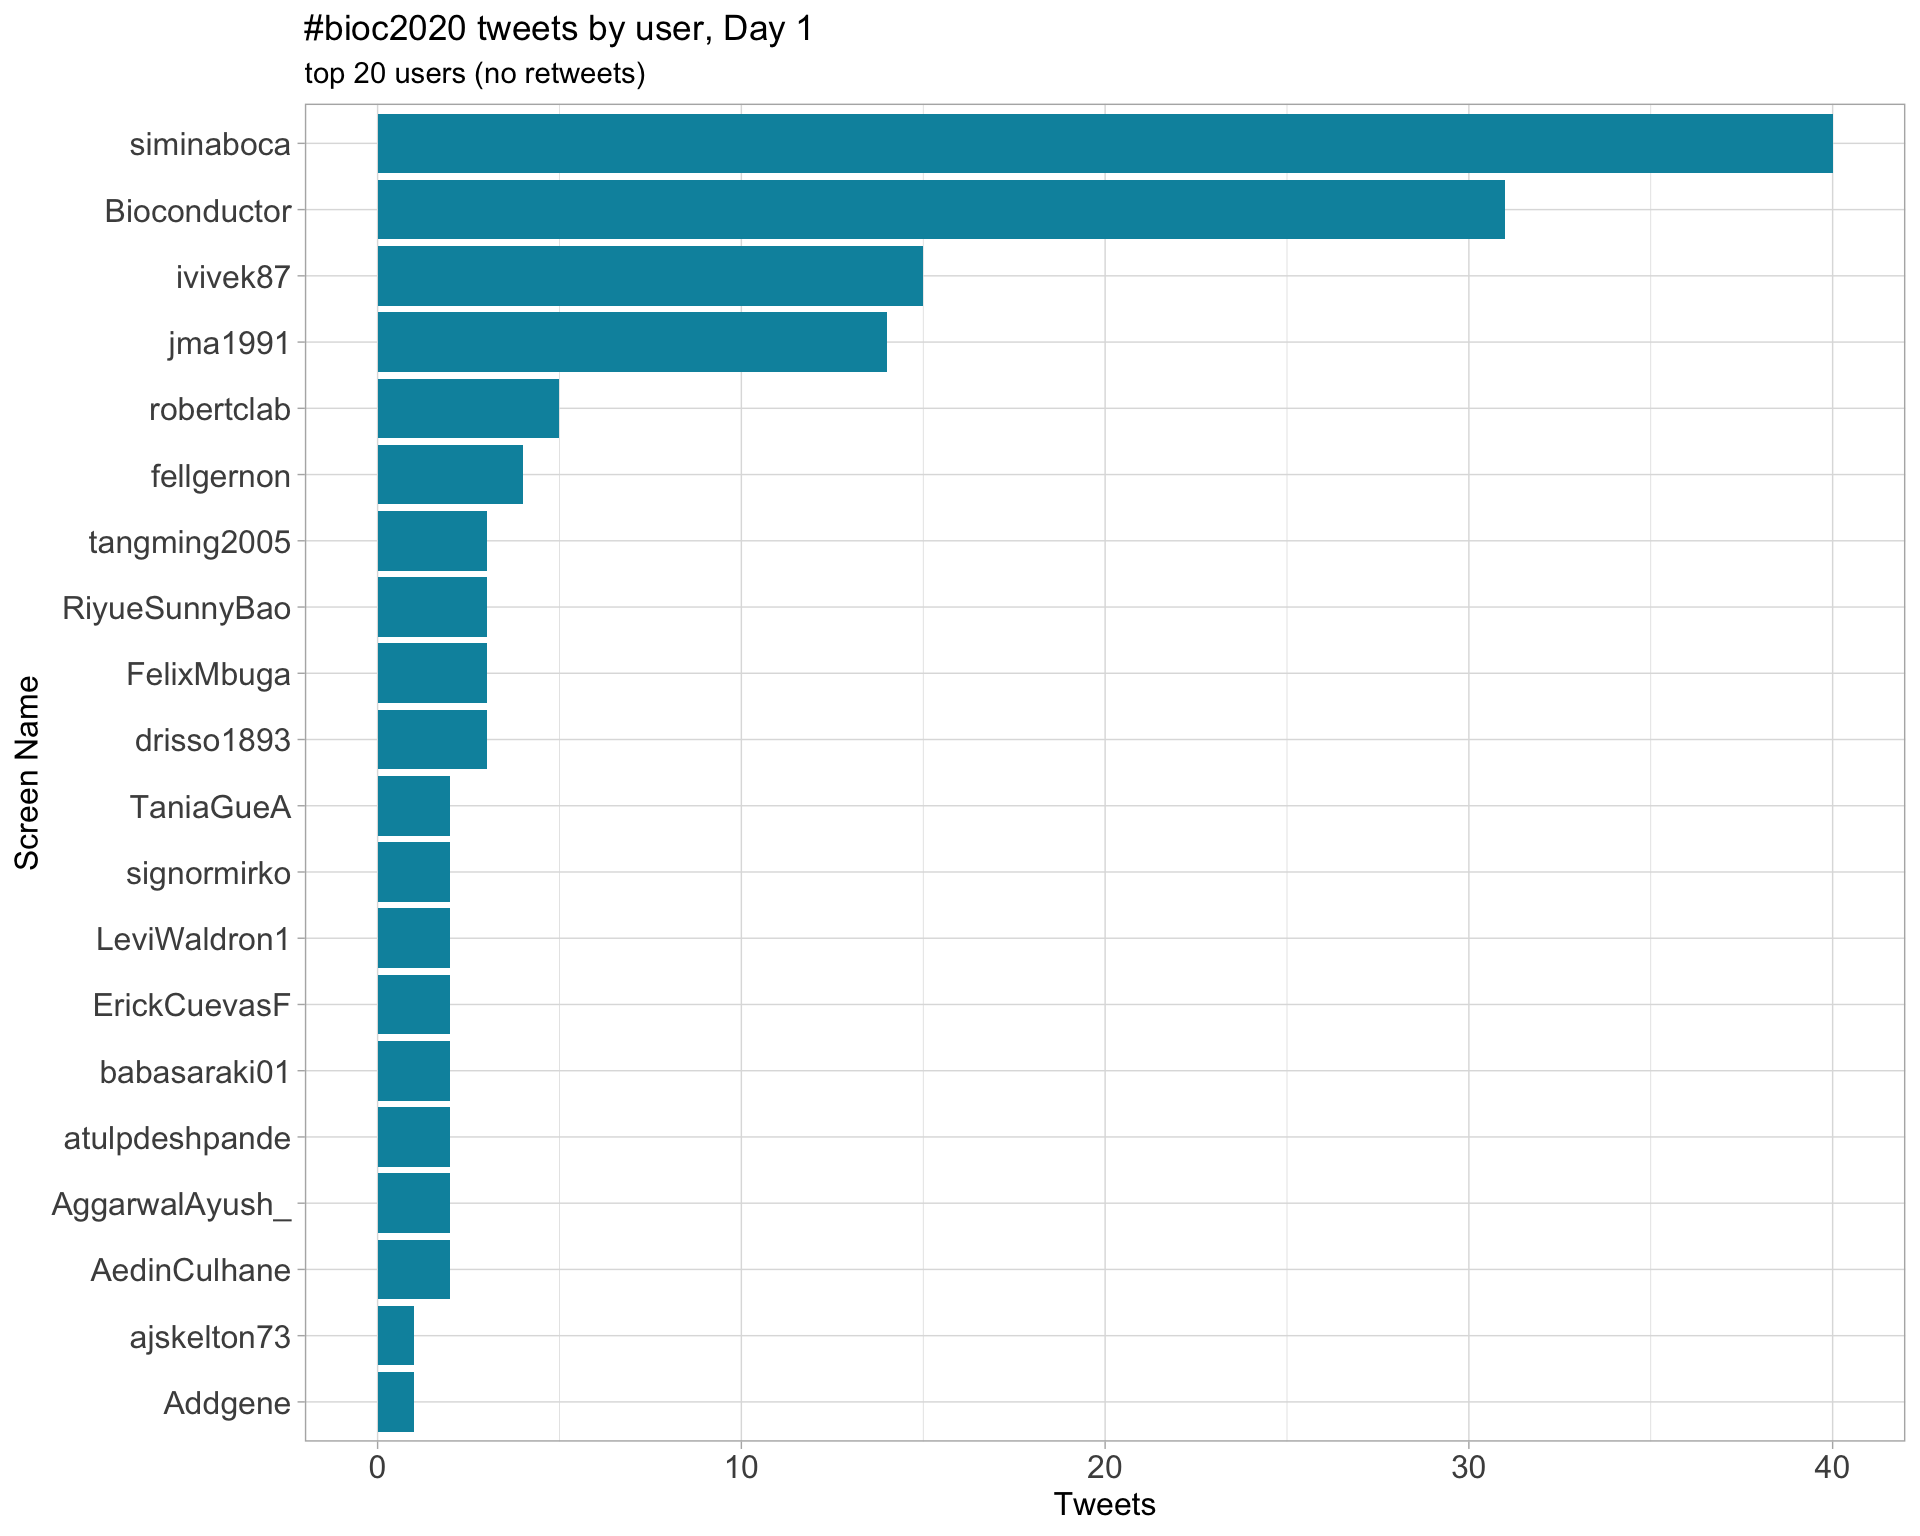 #bioc2020 tweets by user, Day 1
top 20 users (no retweets)
Screen Name
siminaboca
Bioconductor
ivivek87
jma1991
robertclab
fellgernon
tangming2005
RiyueSunnyBao
FelixMbuga
drisso1893
TaniaGueA
signormirko
LeviWaldron1
ErickCuevasF
babasaraki01
atulpdeshpande
AggarwalAyush_
AedinCulhane
ajskelton73
Addgene
0 10 20 30 40
Tweets